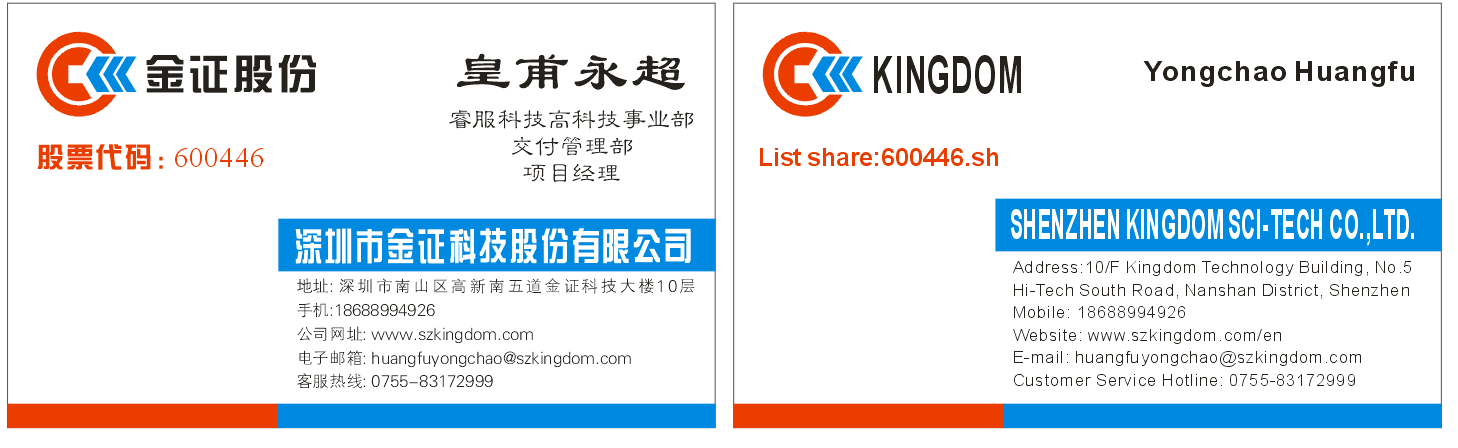 金证股份
皇甫永超
睿服科技高科技事业部
交付管理部
项目经理
股票代码：600446
深圳市金证科技股份有限公司
地址: 深圳市南山区高新南五道金证科技大楼10层
手机:18688994926
公司网址: www.szkingdom.com
电子邮箱: huangfuyongchao@szkingdom.com
客服热线: 0755-83172999
KINGDOM
Yongchao Huangfu
List share:600446.sh
SHENZHEN KINGDOM SCI-TECH CO.,LTD.
Address:10/F Kingdom Technology Building, No.5
Hi-Tech South Road, Nanshan District, Shenzhen
Mobile: 18688994926
Website: www.szkingdom.com/en
E-mail: huangfuyongchao@szkingdom.com
Customer Service Hotline: 0755-83172999